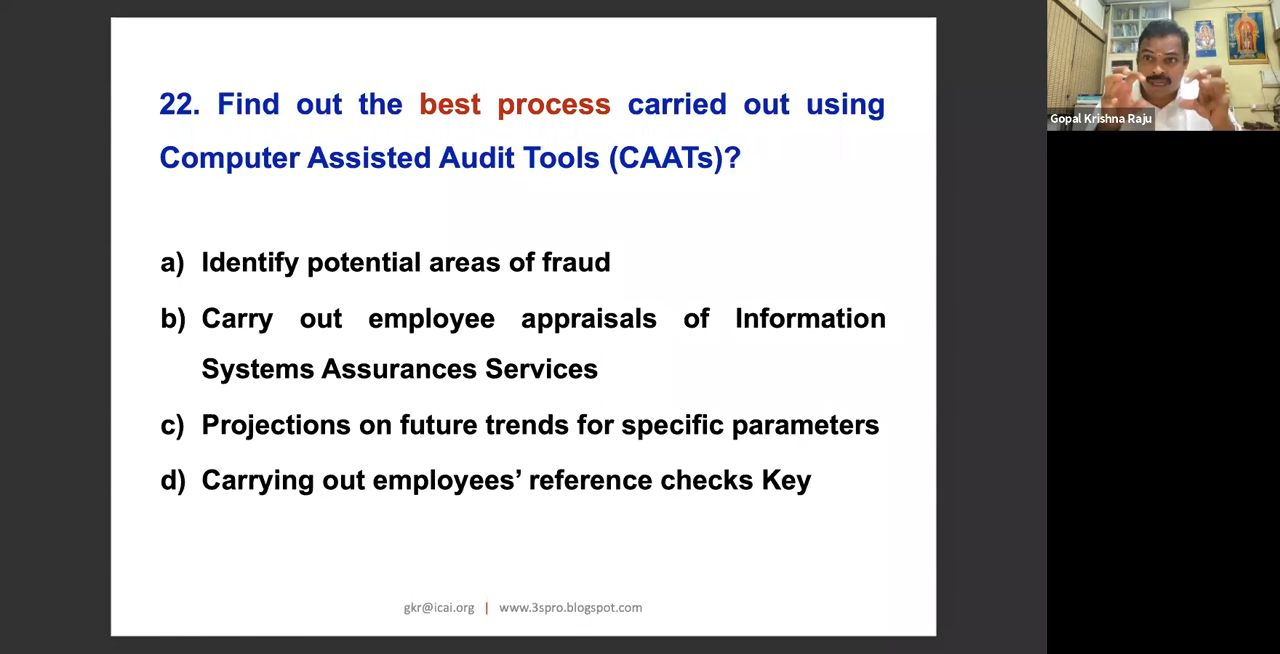 22. Find out the best process carried out using
Computer Assisted Audit Tools (CAATs)?
a) Identify potential areas of fraud
b) Carry out employee appraisals of Information
Systems Assurances Services
c) Projections on future trends for specific parameters
d) Carrying out employees’ reference checks Key
gkr@icai.org | www.3spro.blogspot.com
Gopal Krishna Raju